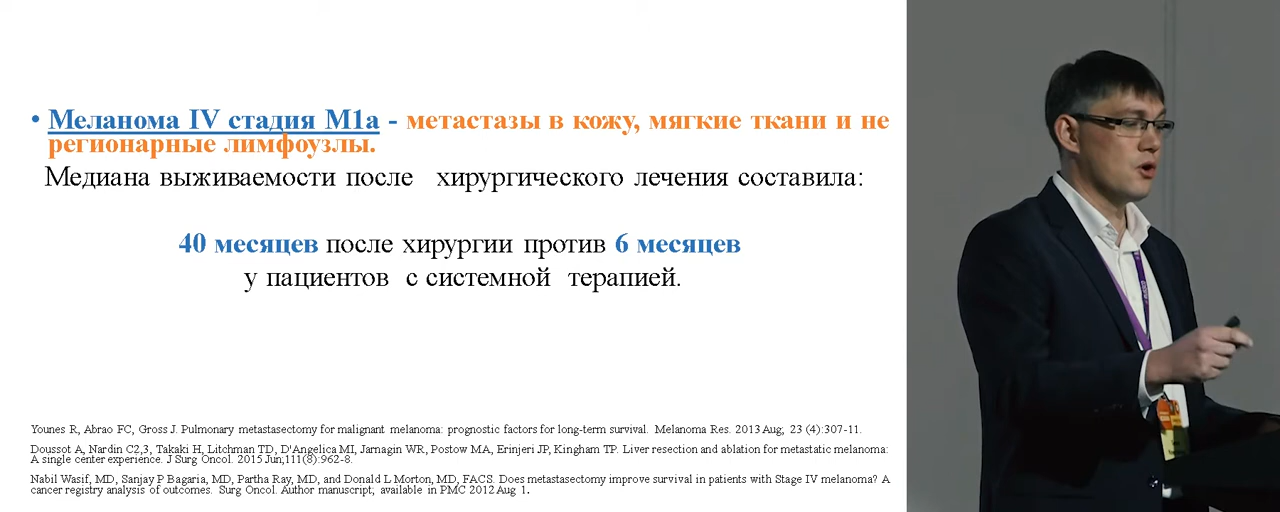 • Меланома IV стадия М1а - метастазы в кожу, мягкие ткани и не
регионарные лимфоузлы.
Медиана выживаемости после хирургического лечения составила:
40 месяцев после хирургии против 6 месяцев
у пациентов с системной терапией.
Younes R, Abrao FC, Gross J. Pulmonary metastasectomy for malignant melanoma: prognostic factors for long-term survival. Melanoma Res. 2013 Aug; 23 (4):307-11.
Doussot A, Nardin C2,3, Takaki H, Litchman TD, D'Angelica MI, Jarnagin WR, Postow MA, Erinjeri JP, Kingham TP. Liver resection and ablation for metastatic melanoma:
A single center experience. J Surg Oncol. 2015 Jun;111(8):962-8.
Nabil Wasif, MD, Sanjay P Bagaria, MD, Partha Ray, MD, and Donald L Morton, MD, FACS. Does metastasectomy improve survival in patients with Stage IV melanoma? A
cancer registry analysis of outcomes. Surg Oncol. Author manuscript; available in PMC 2012 Aug 1.